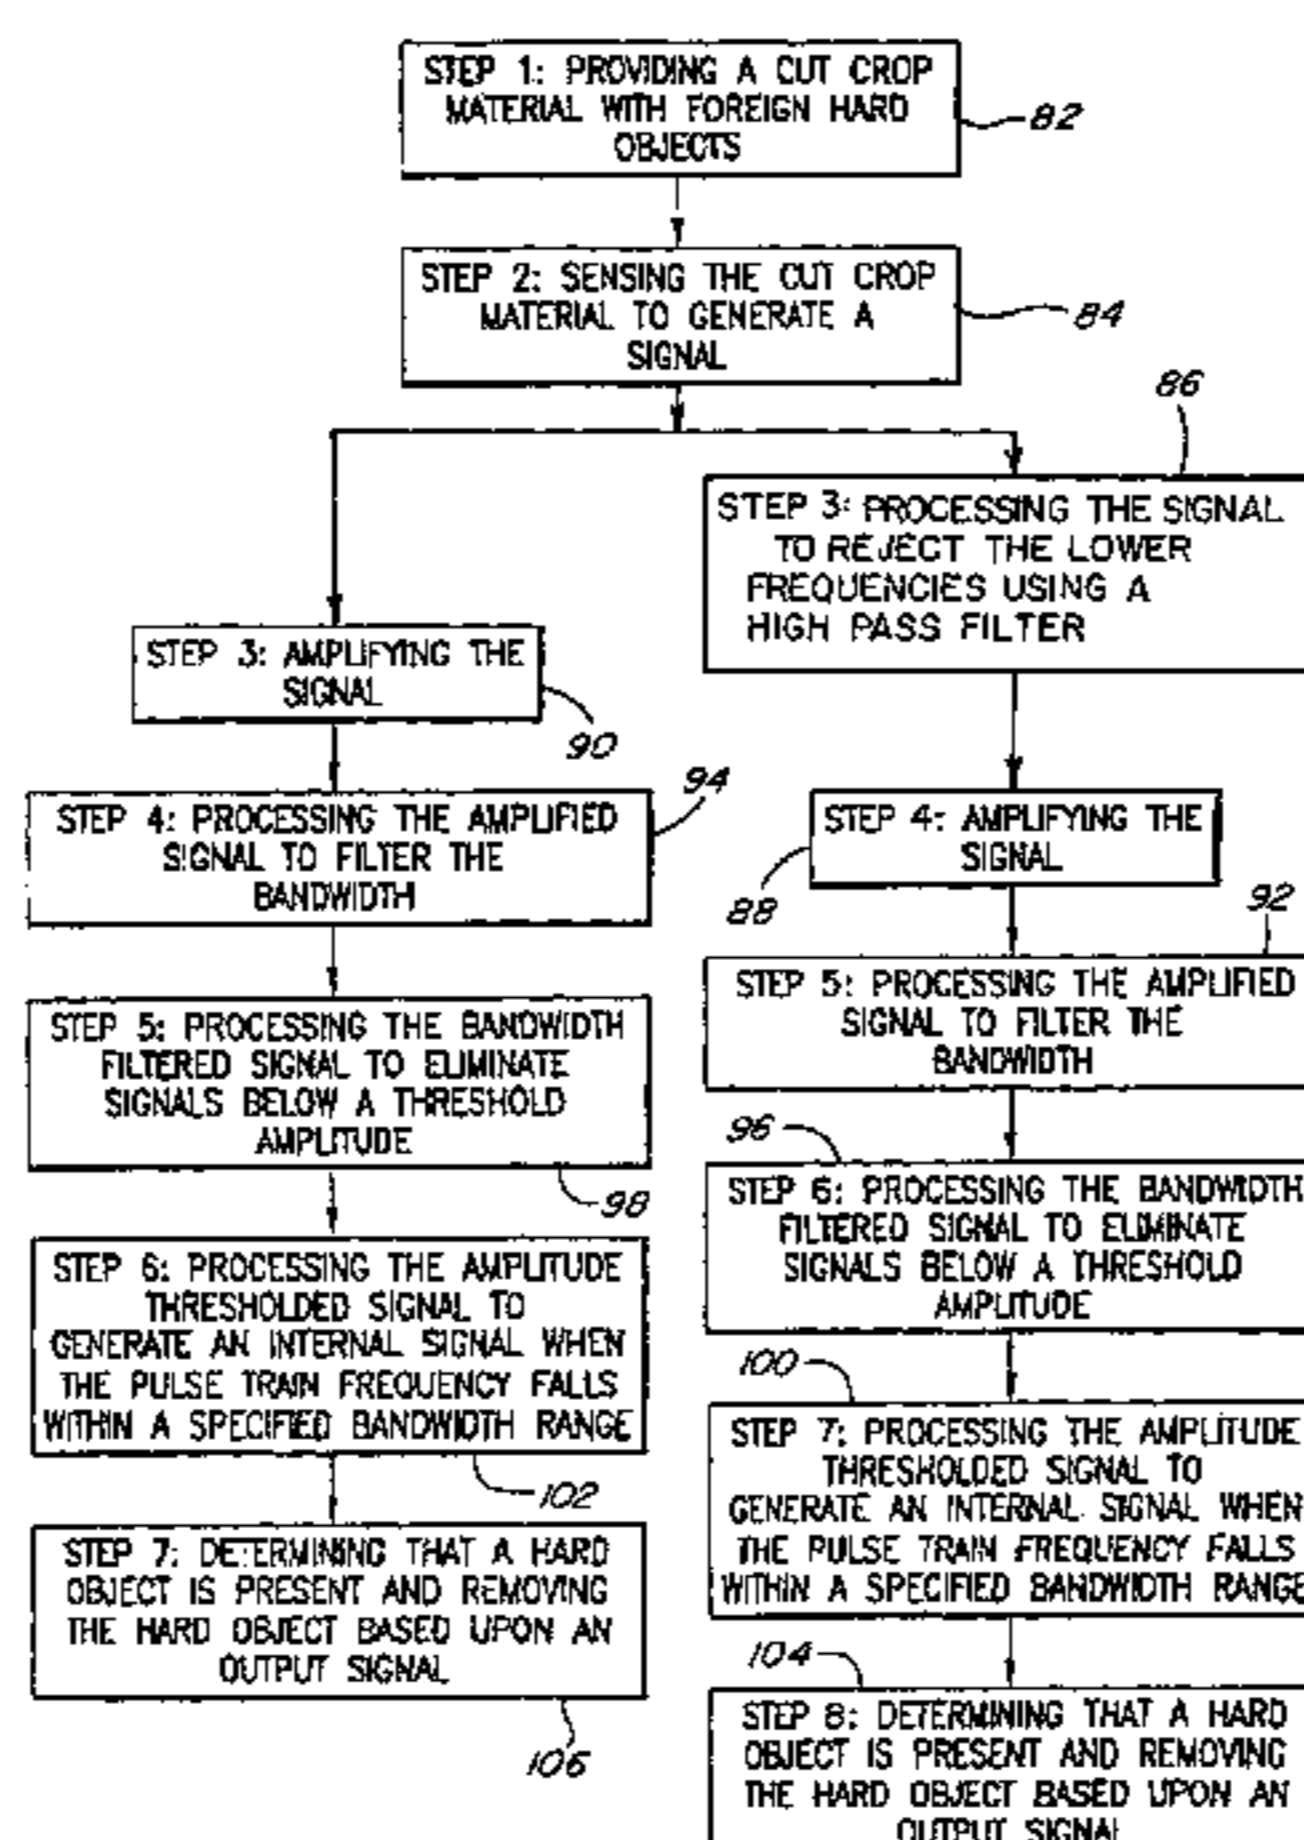 STEP 1: PROVIDING A CUT CROP
MATERIAL WITH FOREIGN HARD
OBJECTS
82
STEP 2: SENSING THE CUT CROP
MATERIAL TO GENERATE A
SIGNAL
84
86
STEP 3: PROCESSING THE SIGNAL
TO REJECT THE LOWER
FREQUENCIES USING A
HIGH PASS FILTER
STEP 3: AMPLIFYING THE
SIGNAL
90
94
STEP 4: PROCESSING THE AMPLIFIED
SIGNAL TO FILTER THE
BANDWIDTH
STEP 4: AMPLIFYING THE
SIGNAL
88
92
STEP 5: PROCESSING THE AMPLIFIED
SIGNAL TO FILTER THE
BANDWIDTH
STEP 5: PROCESSING THE BANDWIDTH
FILTERED SIGNAL TO ELIMINATE
SIGNALS BELOW A THRESHOLD
AMPLITUDE
98
96
STEP 6: PROCESSING THE BANDWIDTH
FILTERED SIGNAL TO ELIMINATE
SIGNALS BELOW A THRESHOLD
AMPLITUDE
STEP 6: PROCESSING THE AMPLITUDE
THRESHOLDED SIGNAL TO
GENERATE AN INTERNAL SIGNAL WHEN
THE PULSE TRAIN FREQUENCY FALLS
WITHIN A SPECIFIED BANDWIDTH RANGE
102
100
STEP 7: PROCESSING THE AMPLITUDE
THRESHOLDED SIGNAL TO
GENERATE AN INTERNAL SIGNAL WHEN
THE PULSE TRAIN FREQUENCY FALLS
WITHIN A SPECIFIED BANDWIDTH RANGE
STEP 7: DETERMINING THAT A HARD
OBJECT IS PRESENT AND REMOVING
THE HARD OBJECT BASED UPON AN
OUTPUT SIGNAL
106
104
STEP 8: DETERMINING THAT A HARD
OBJECT IS PRESENT AND REMOVING
THE HARD OBJECT BASED UPON AN
OUTPUT SIGNAL